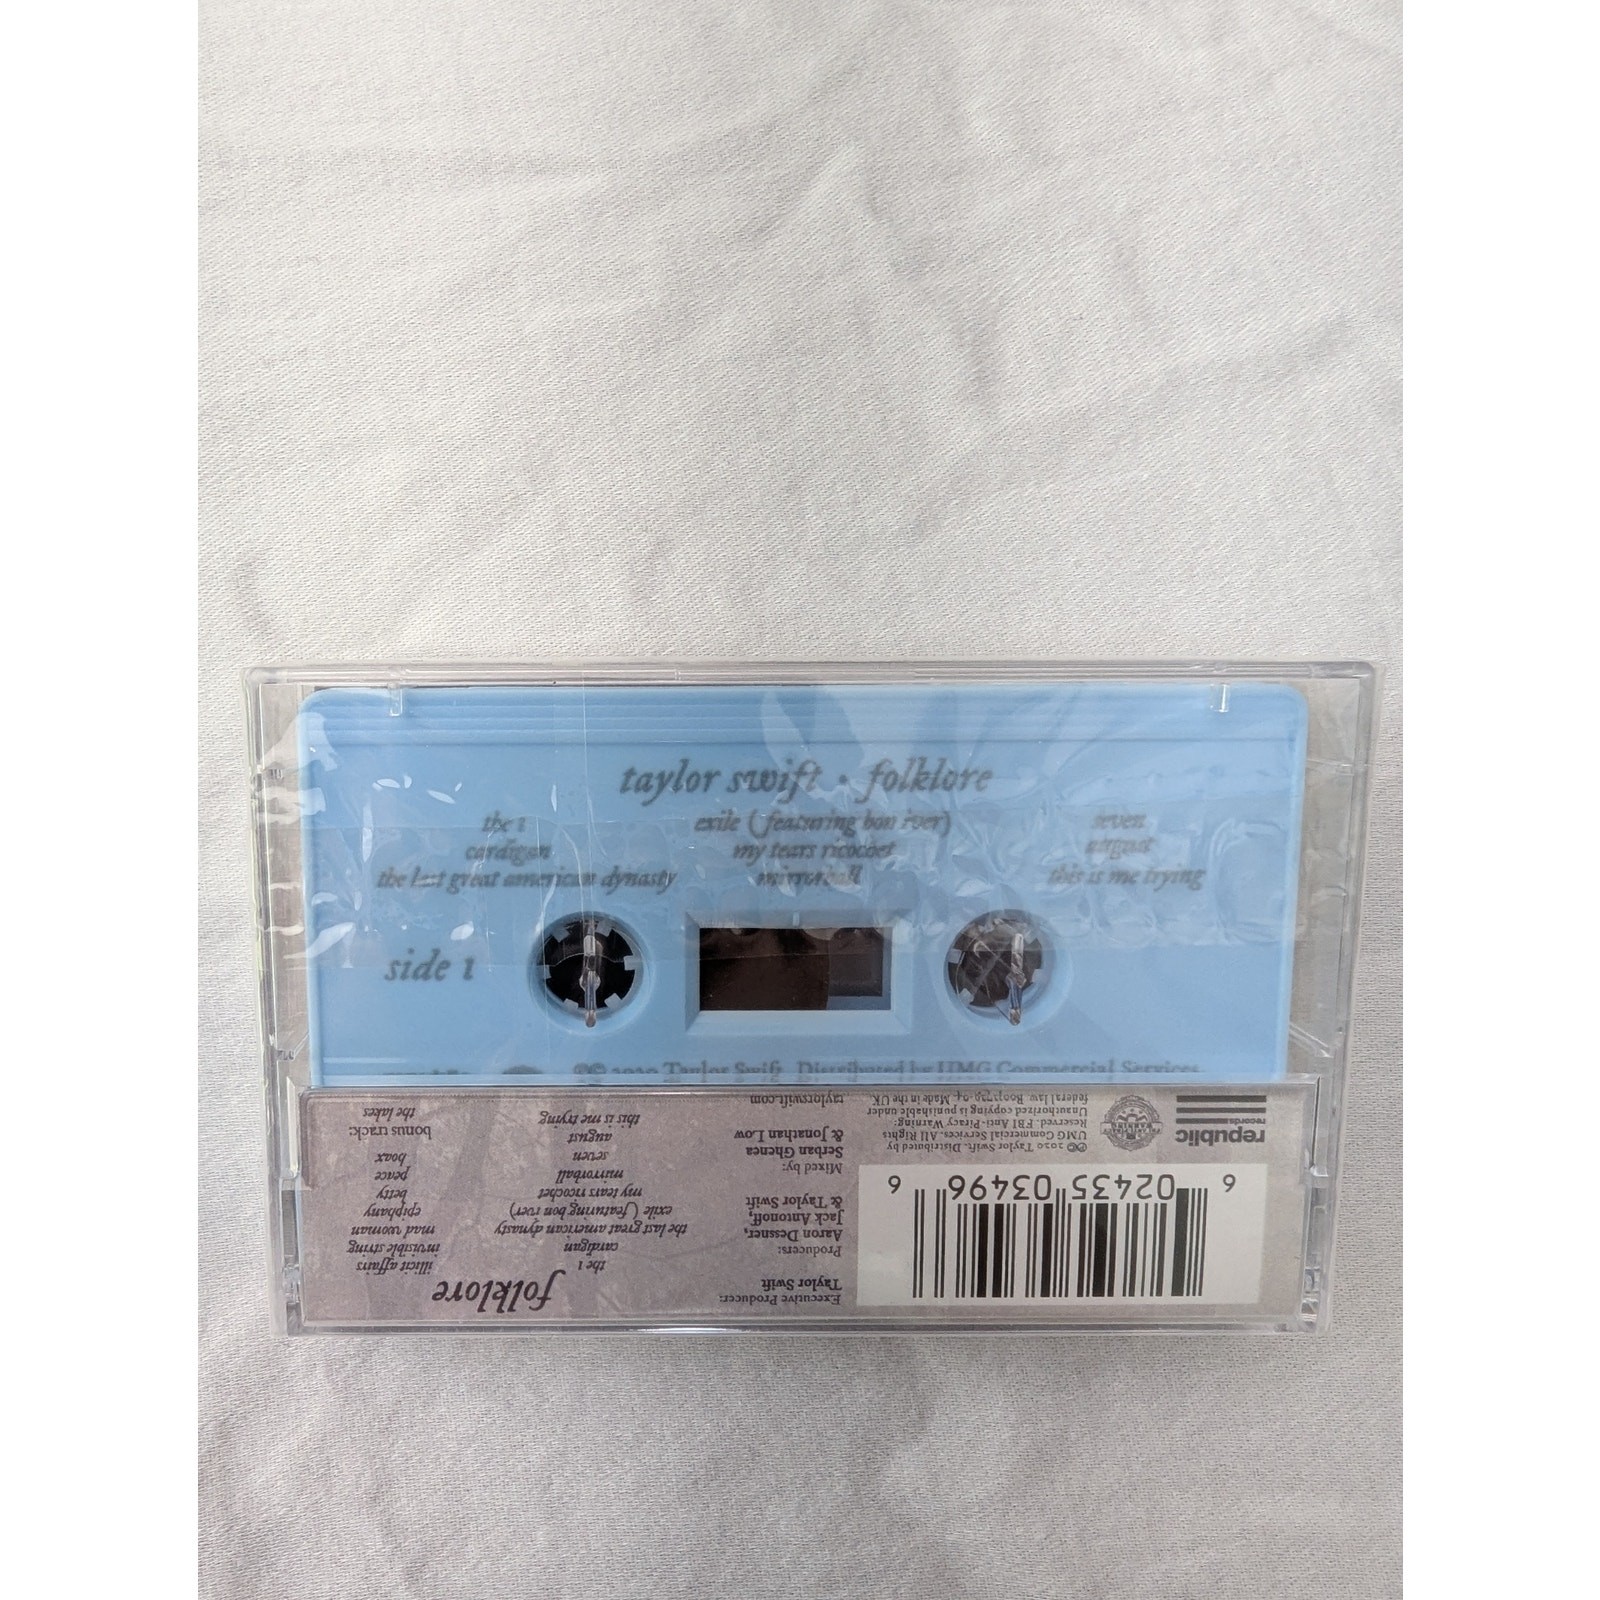 taylor swift • folklore
the 1
cardigan
the last great american dynasty
exile (featuring bon iver)
my tears ricochet
mirrorball
seven
august
this is me trying
side 1
℗© 2020 Taylor Swift. Distributed by UMG Commercial Services.
folklore
the 1
cardigan
the last great american dynasty
exile (featuring bon iver)
my tears ricochet
mirrorball
seven
august
this is me trying
illicit affairs
invisible string
mad woman
epiphany
betty
peace
hoax
bonus track:
the lakes
Executive Producer:
Taylor Swift
Producers:
Aaron Dessner,
Jack Antonoff,
& Taylor Swift
Mixed by:
Serban Ghenea
& Jonathan Low
taylorswift.com
6 02435 03496 6
℗© 2020 Taylor Swift. Distributed by
UMG Commercial Services. All Rights
Reserved. FBI Anti-Piracy Warning:
Unauthorized copying is punishable under
federal law. Made in the UK
republic
records
WARNING